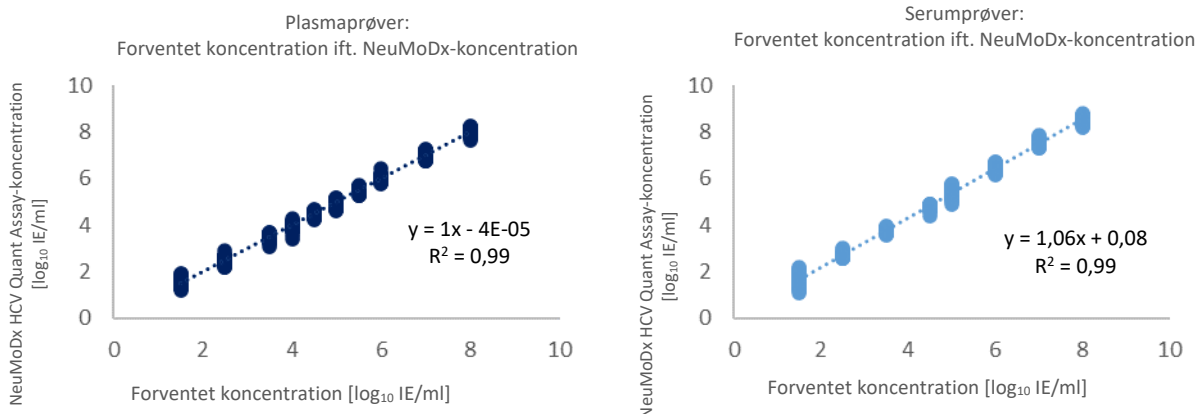 Plasmaprøver:
Forventet koncentration ift. NeuMoDx-koncentration
NeuMoDx HCV Quant Assay-koncentration
[log₁₀ IE/ml]
10
8
6
4
2
0
y = 1x - 4E-05
R² = 0,99
0 2 4 6 8 10
Forventet koncentration [log₁₀ IE/ml]
Serumprøver:
Forventet koncentration ift. NeuMoDx-koncentration
NeuMoDx HCV Quant Assay-koncentration
[log₁₀ IE/ml]
10
8
6
4
2
0
y = 1,06x + 0,08
R² = 0,99
0 2 4 6 8 10
Forventet koncentration [log₁₀ IE/ml]